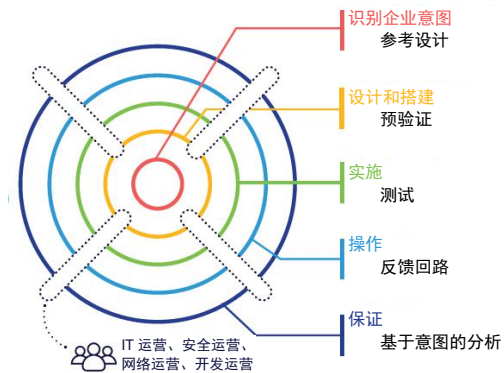 识别企业意图
参考设计
设计和搭建
预验证
实施
测试
操作
反馈回路
保证
基于意图的分析
IT 运营、安全运营、
网络运营、开发运营